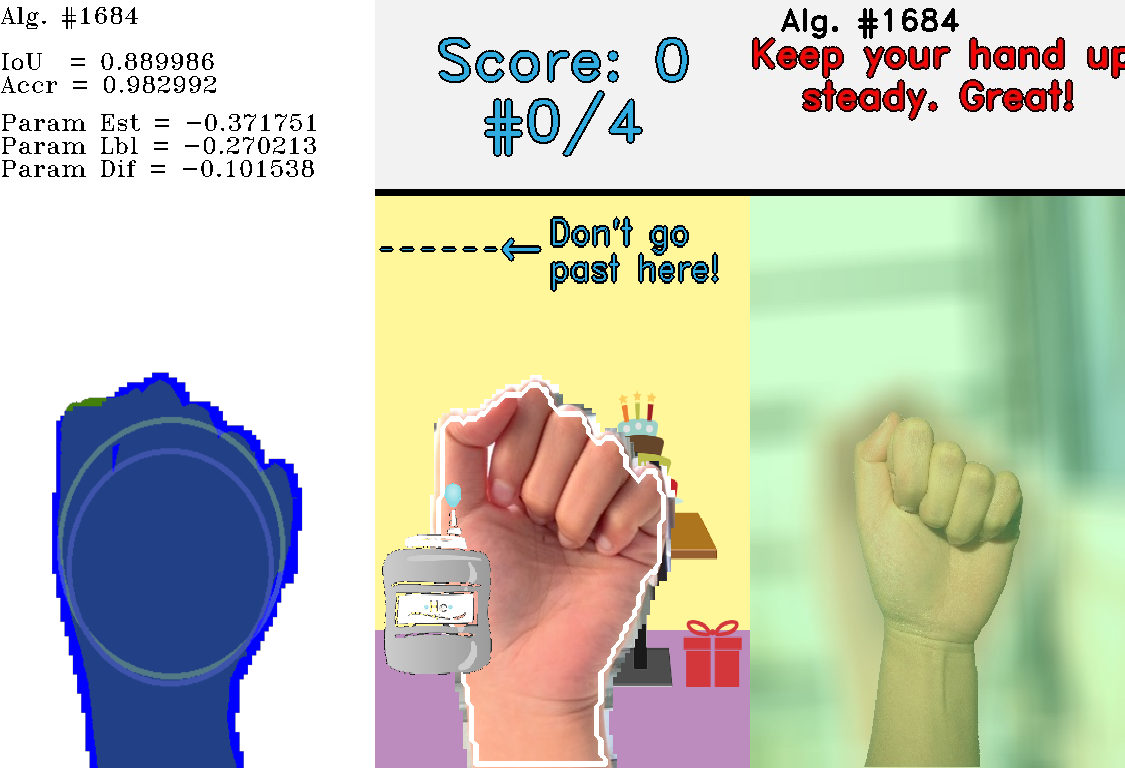 Alg. #1684
IoU = 0.889986
Accr = 0.982992
Param Est = −0.371751
Param Lbl = −0.270213
Param Dif = −0.101538
Score: 0
#0/4
Don't go
past here!
Alg. #1684
Keep your hand up
steady. Great!